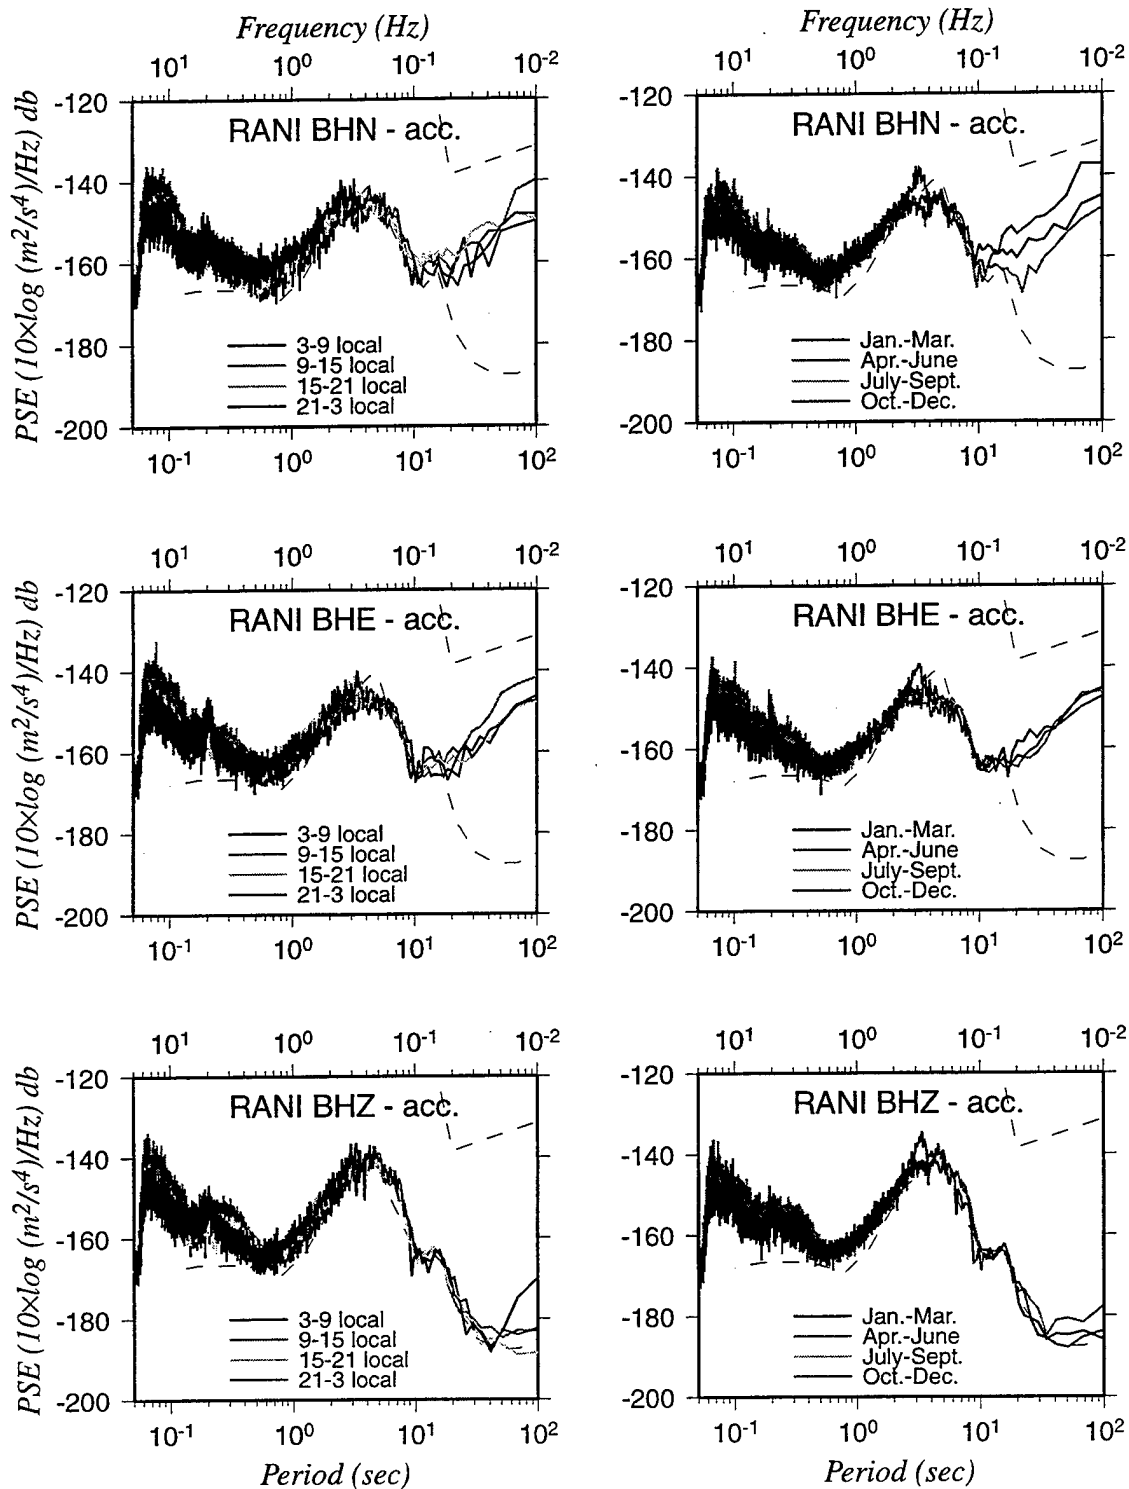 Frequency (Hz)
10¹ 10⁰ 10-¹ 10-²
-120
-140
-160
-180
-200
PSE (10×log (m²/s⁴)/Hz) db
RANI BHN - acc.
3-9 local
9-15 local
15-21 local
21-3 local
10-¹ 10⁰ 10¹ 10²
Frequency (Hz)
10¹ 10⁰ 10-¹ 10-²
-120
-140
-160
-180
-200
RANI BHN - acc.
Jan.-Mar.
Apr.-June
July-Sept.
Oct.-Dec.
10-¹ 10⁰ 10¹ 10²
10¹ 10⁰ 10-¹ 10-²
-120
-140
-160
-180
-200
PSE (10×log (m²/s⁴)/Hz) db
RANI BHE - acc.
3-9 local
9-15 local
15-21 local
21-3 local
10-¹ 10⁰ 10¹ 10²
10¹ 10⁰ 10-¹ 10-²
-120
-140
-160
-180
-200
RANI BHE - acc.
Jan.-Mar.
Apr.-June
July-Sept.
Oct.-Dec.
10-¹ 10⁰ 10¹ 10²
10¹ 10⁰ 10-¹ 10-²
-120
-140
-160
-180
-200
PSE (10×log (m²/s⁴)/Hz) db
RANI BHZ - acc.
3-9 local
9-15 local
15-21 local
21-3 local
10-¹ 10⁰ 10¹ 10²
Period (sec)
10¹ 10⁰ 10-¹ 10-²
-120
-140
-160
-180
-200
RANI BHZ - acc.
Jan.-Mar.
Apr.-June
July-Sept.
Oct.-Dec.
10-¹ 10⁰ 10¹ 10²
Period (sec)